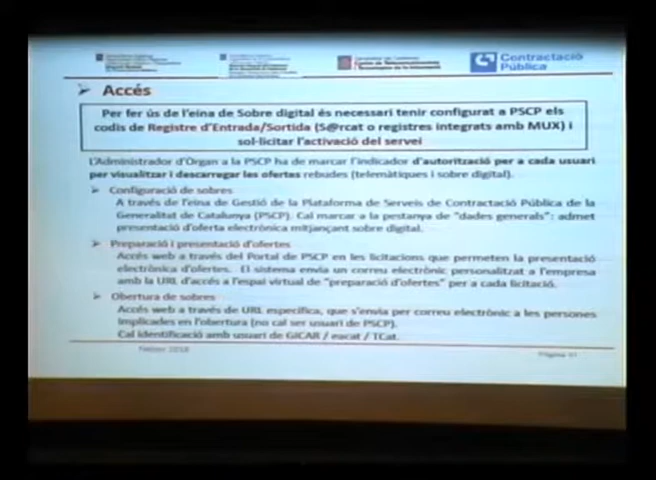 Contractació
Pública
Accés
Per fer ús de l'eina de Sobre digital és necessari tenir configurat a PSCP els
codis de Registre d'Entrada/Sortida (S@rcat o registres integrats amb MUX) i
sol·licitar l'activació del servei
L'Administrador d'Òrgan a la PSCP ha de marcar l'indicador d'autorització per a cada usuari
per visualitzar i descarregar les ofertes rebudes (telemàtiques i sobre digital).
Configuració de sobres
A través de l'eina de Gestió de la Plataforma de Serveis de Contractació Pública de la
Generalitat de Catalunya (PSCP). Cal marcar a la pestanya de "dades generals": admet
presentació d'oferta electrònica mitjançant sobre digital.
Preparació i presentació d'ofertes
Accés web a través del Portal de PSCP en les licitacions que permeten la presentació
electrònica d'ofertes. El sistema envia un correu electrònic personalitzat a l'empresa
amb la URL d'accés a l'espai virtual de "preparació d'ofertes" per a cada licitació.
Obertura de sobres
Accés web a través de URL específica, que s'envia per correu electrònic a les persones
implicades en l'obertura (no cal ser usuari de PSCP).
Cal identificació amb usuari de GICAR / eacat / TCat.
Febrer 2018